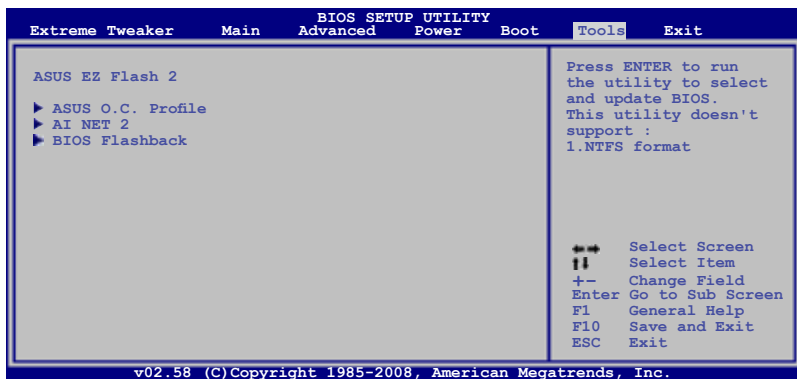 BIOS SETUP UTILITY
Extreme Tweaker Main Advanced Power Boot Tools Exit
ASUS EZ Flash 2
ASUS O.C. Profile
AI NET 2
BIOS Flashback
Press ENTER to run
the utility to select
and update BIOS.
This utility doesn't
support :
1.NTFS format
Select Screen
Select Item
+- Change Field
Enter Go to Sub Screen
F1 General Help
F10 Save and Exit
ESC Exit
v02.58 (C)Copyright 1985-2008, American Megatrends, Inc.